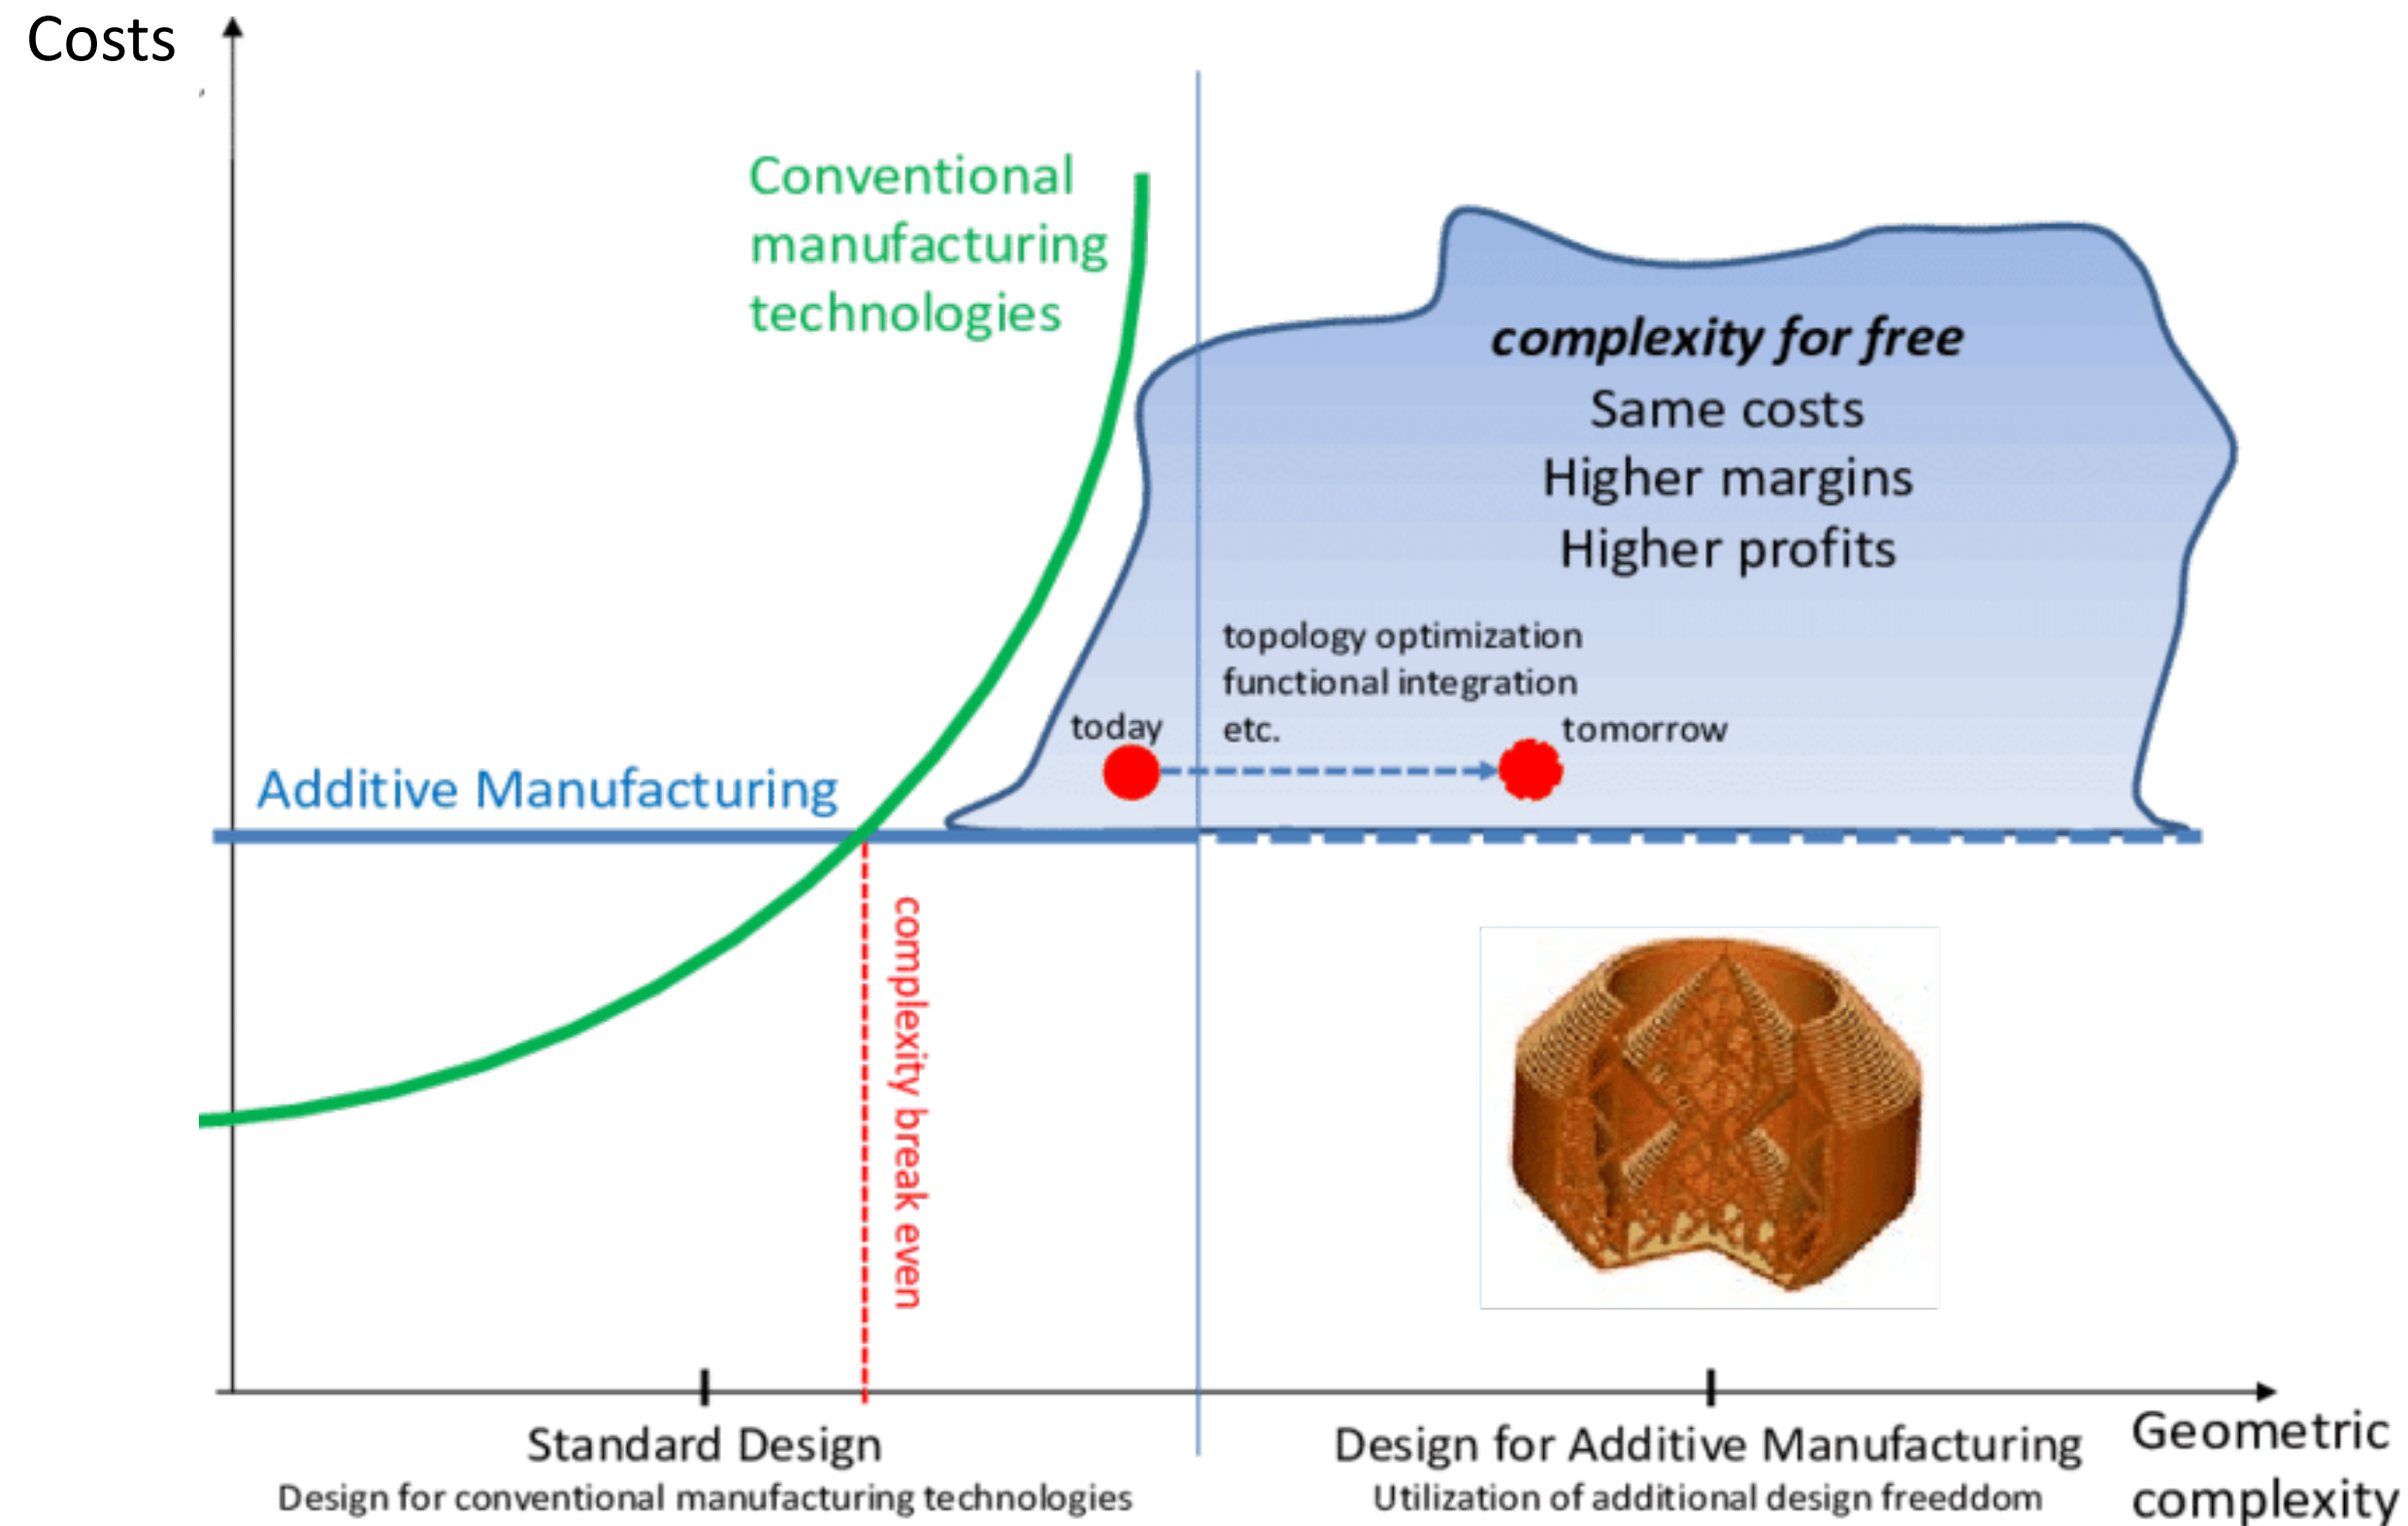 Costs
Conventional
manufacturing
technologies
complexity for free
Same costs
Higher margins
Higher profits
topology optimization
functional integration
etc.
today
tomorrow
Additive Manufacturing
complexity break even
Standard Design
Design for conventional manufacturing technologies
Design for Additive Manufacturing
Utilization of additional design freeddom
Geometric
complexity